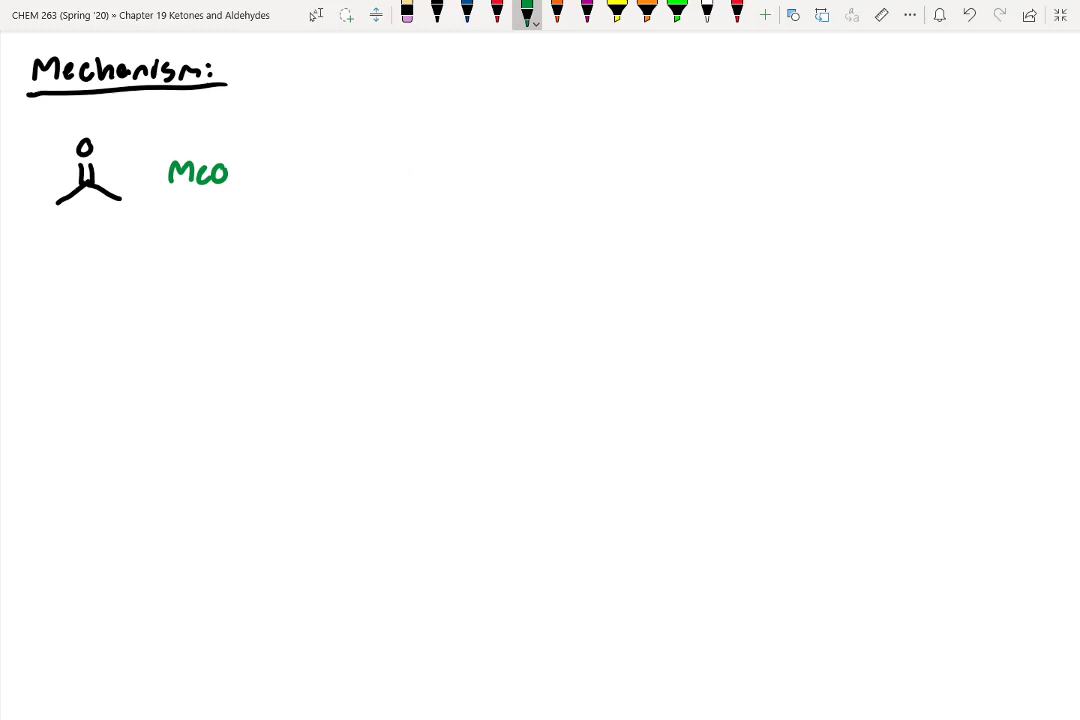 CHEM 263 (Spring '20) » Chapter 19 Ketones and Aldehydes
Mechanism:
O
MeO